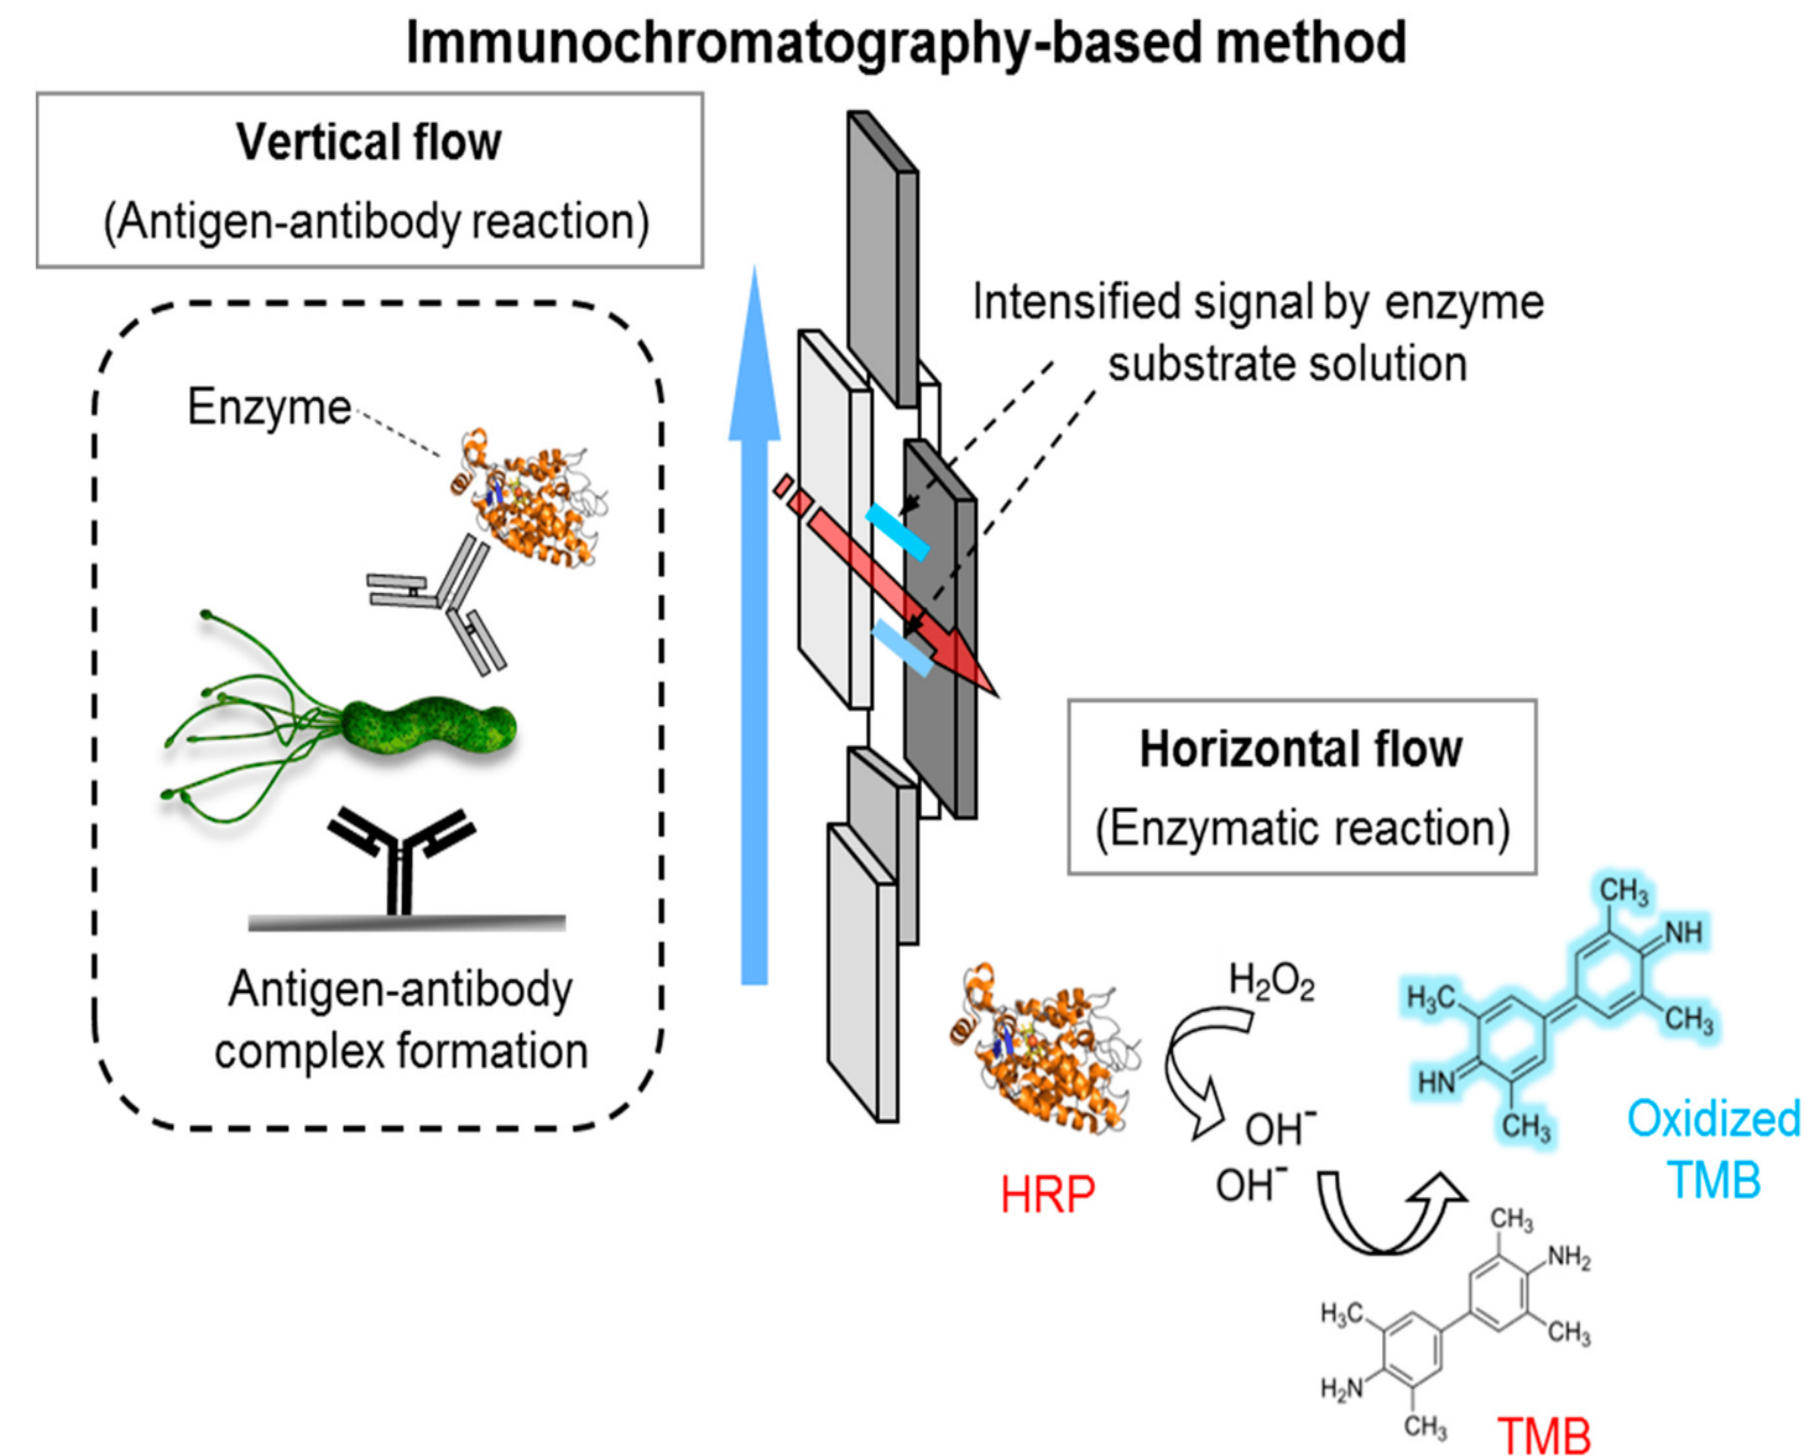 Immunochromatography-based method
Vertical flow
(Antigen-antibody reaction)
Intensified signal by enzyme
substrate solution
Enzyme
Antigen-antibody
complex formation
Horizontal flow
(Enzymatic reaction)
HRP
H₂O₂
OH⁻
OH⁻
CH₃
NH
H₃C
CH₃
HN
CH₃
Oxidized
TMB
CH₃
NH₂
H₃C
CH₃
H₂N
CH₃
TMB